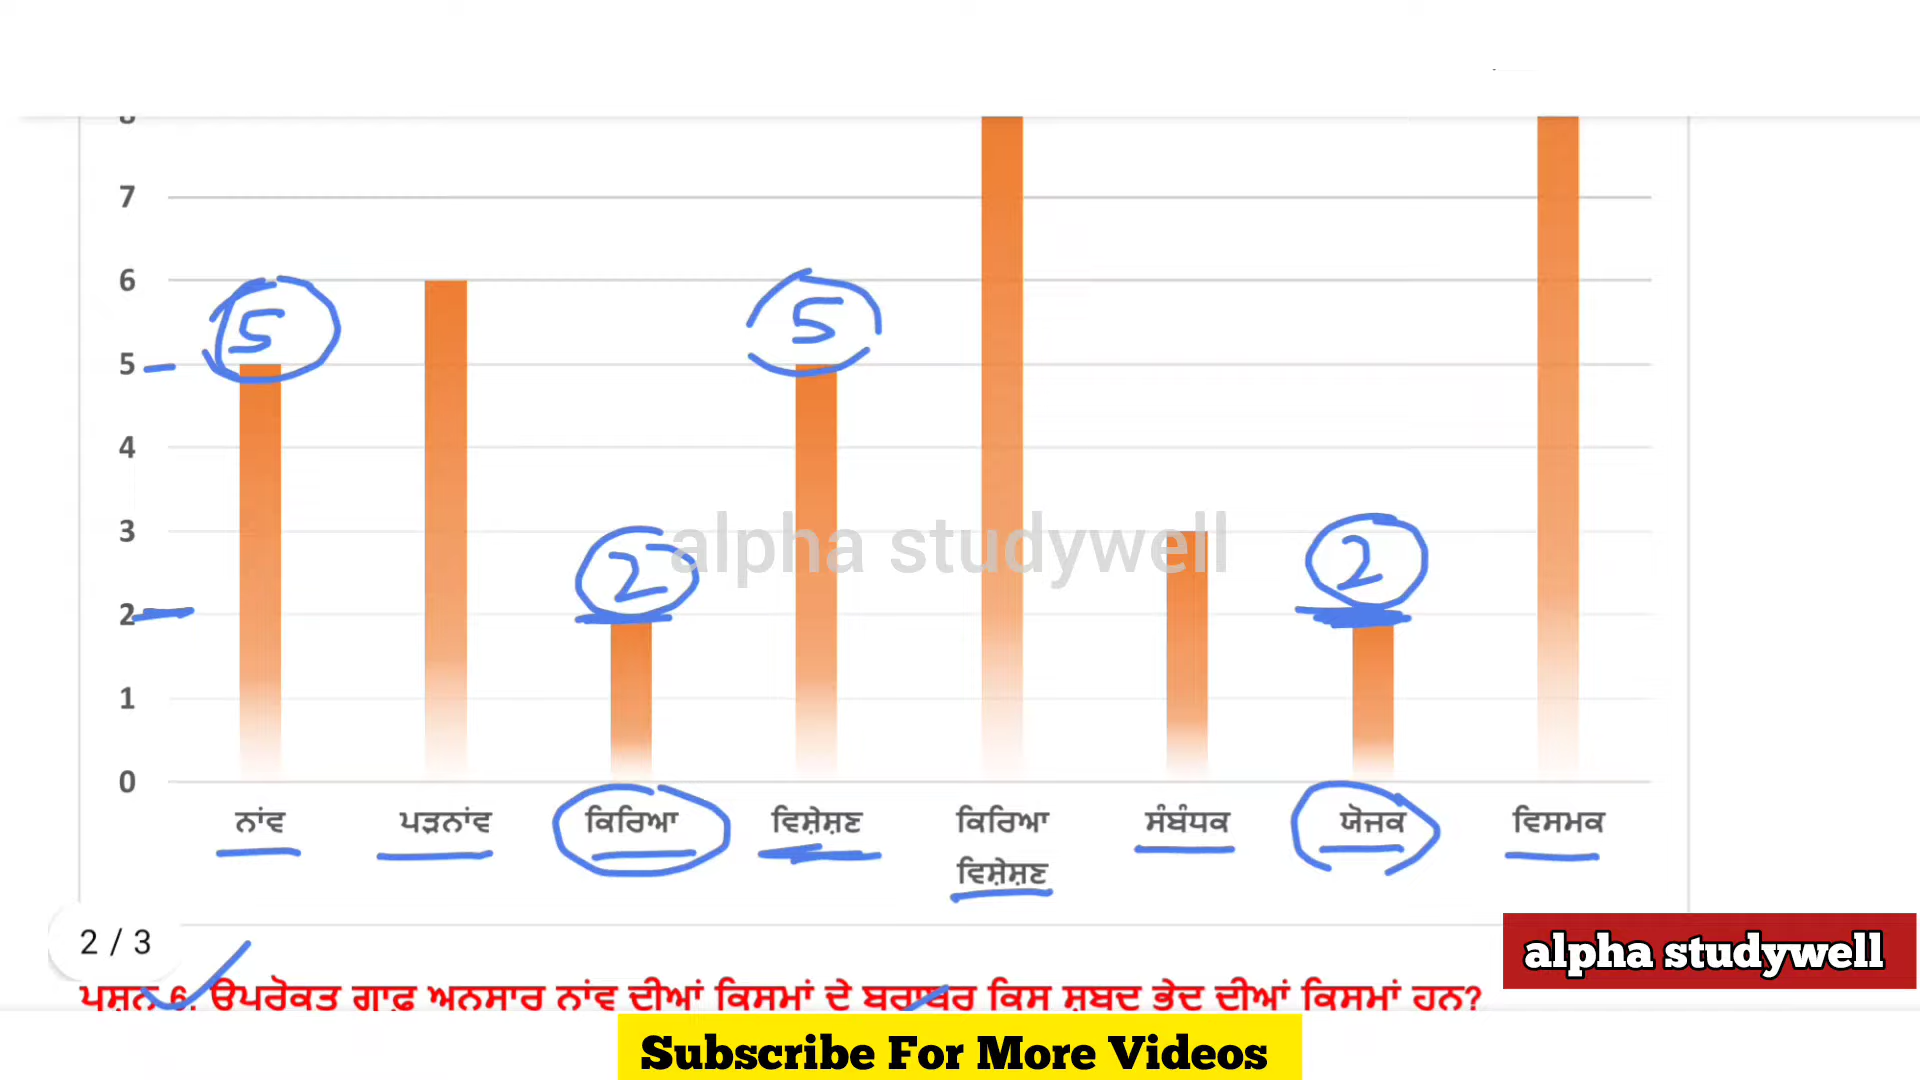 7
6
5
5
5
4
3
2
2
2
1
0
alpha studywell
ਨਾਂਵ ਪੜਨਾਂਵ ਕਿਰਿਆ ਵਿਸ਼ੇਸ਼ਣ ਕਿਰਿਆ ਸੰਬੰਧਕ ਯੋਜਕ ਵਿਸਮਕ
ਵਿਸ਼ੇਸ਼ਣ
2 / 3
alpha studywell
ਪ੍ਰਸ਼ਨ 6. ਉਪਰੋਕਤ ਗਾਫ਼ ਅਨਸਾਰ ਨਾਂਵ ਦੀਆਂ ਕਿਸਮਾਂ ਦੇ ਬਰਾਬਰ ਕਿਸ ਸ਼ਬਦ ਭੇਦ ਦੀਆਂ ਕਿਸਮਾਂ ਹਨ?
Subscribe For More Videos